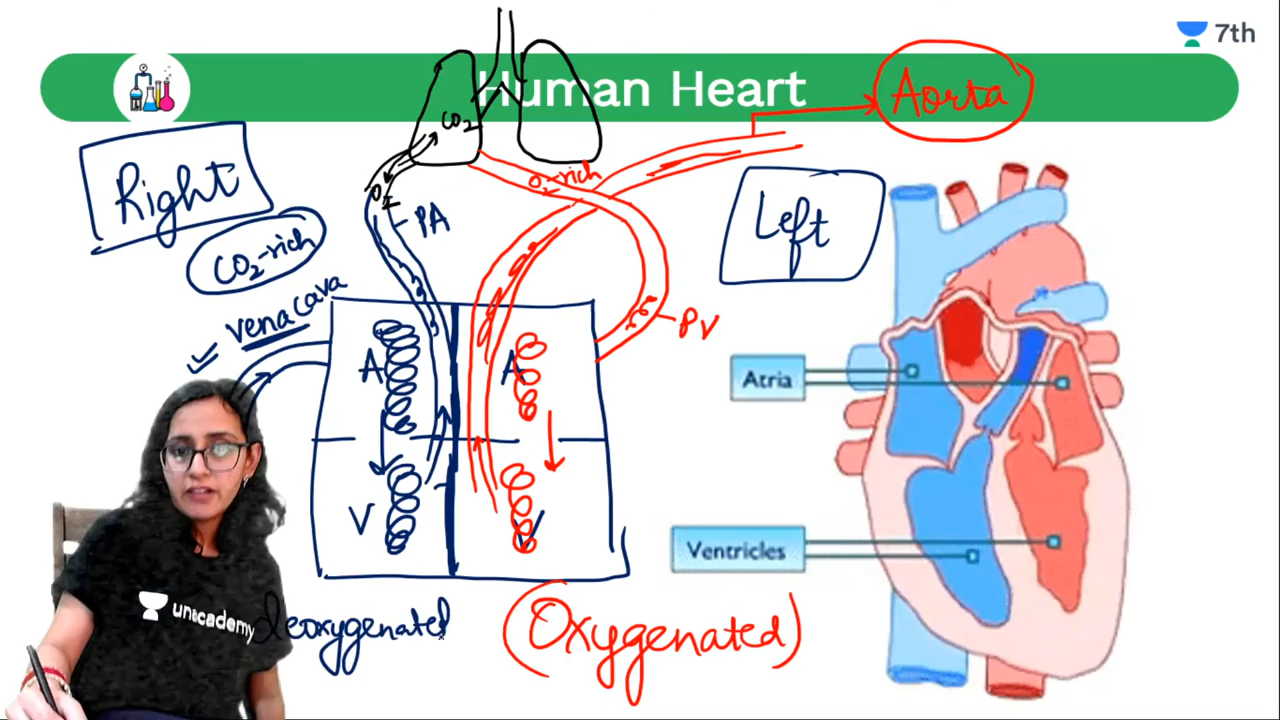 7th
Human Heart
Aorta
CO2
Right
O2-rich
O2
PA
Left
CO2-rich
vena cava
PV
A
A
Atria
V
V
Ventricles
unacademy
deoxygenated
(Oxygenated)